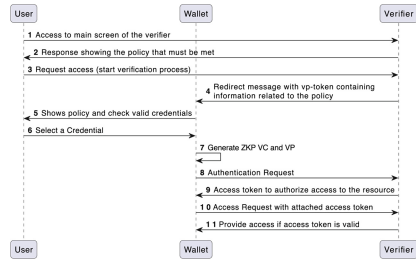 User Wallet Verifier
1 Access to main screen of the verifier
2 Response showing the policy that must be met
3 Request access (start verification process)
Redirect message with vp-token containing
4 information related to the policy
5 Shows policy and check valid credentials
6 Select a Credential
7 Generate ZKP VC and VP
8 Authentication Request
9 Access token to authorize access to the resource
10 Access Request with attached access token
11 Provide access if access token is valid
User Wallet Verifier